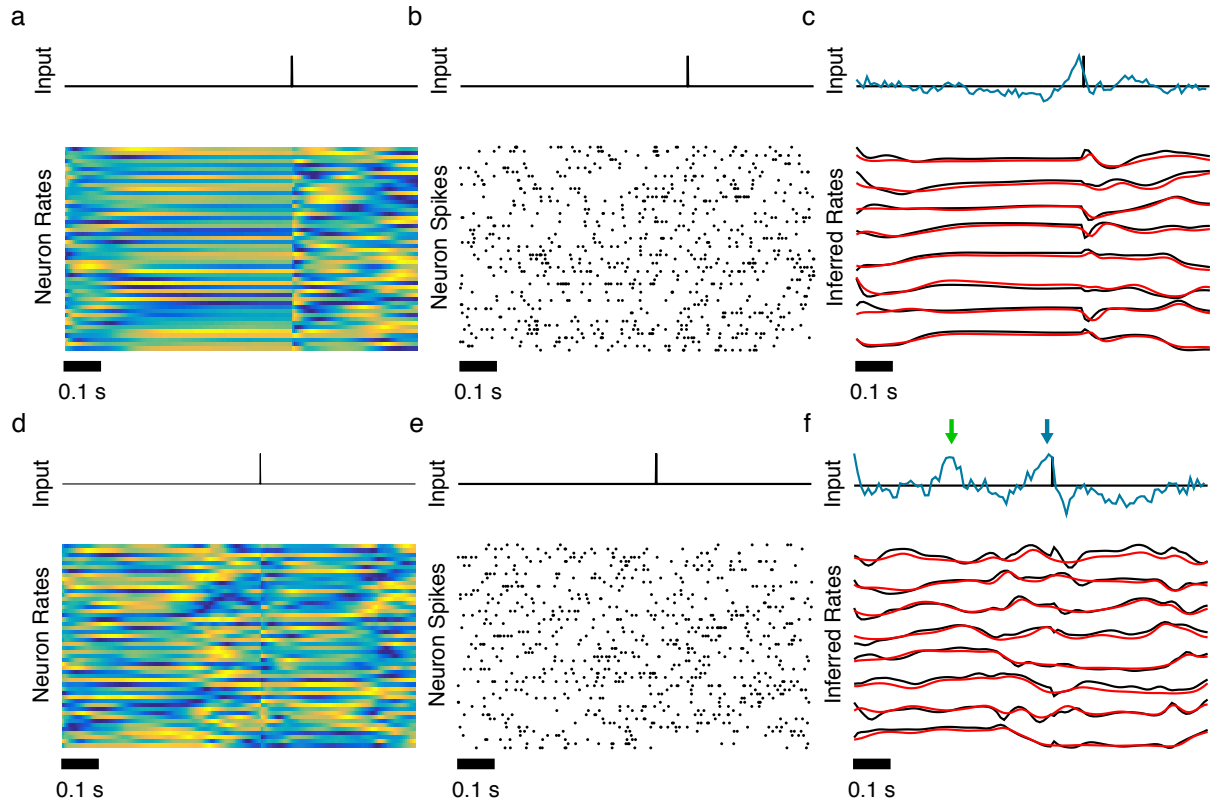 a
Input
Neuron Rates
0.1 s
b
Input
Neuron Spikes
0.1 s
c
Input
Inferred Rates
0.1 s
d
Input
Neuron Rates
0.1 s
e
Input
Neuron Spikes
0.1 s
f
Input
Inferred Rates
0.1 s